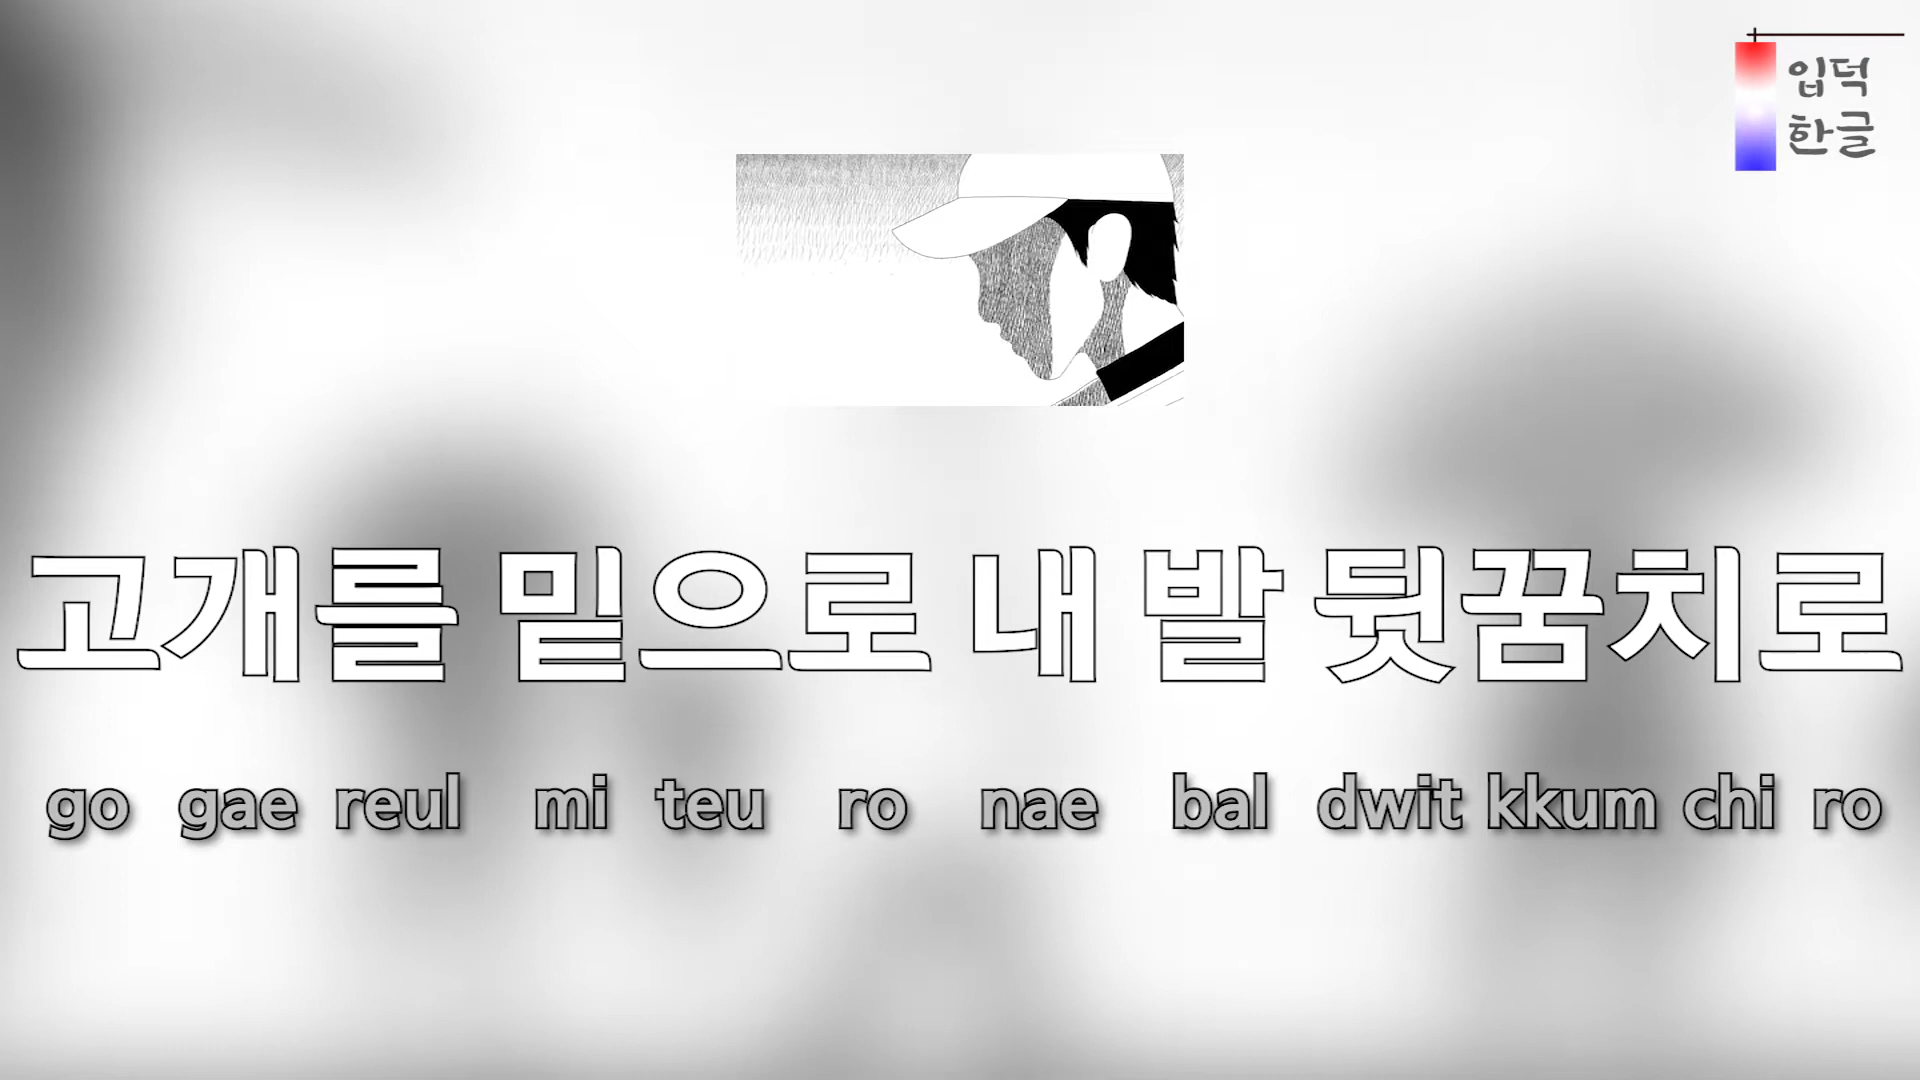 입덕
한글
고개를 밑으로 내 발 뒷꿈치로
go gae reul mi teu ro nae bal dwit kkum chi ro